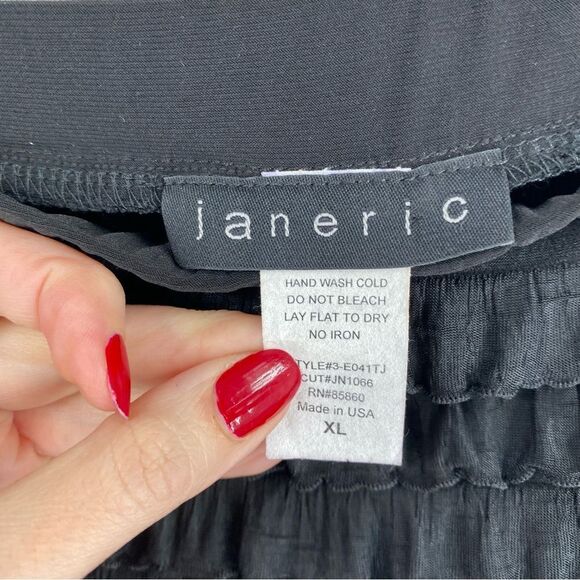 janeric
HAND WASH COLD
DO NOT BLEACH
LAY FLAT TO DRY
NO IRON
TYLE#3-E041TJ
CUT#JN1066
RN#85860
Made in USA
XL